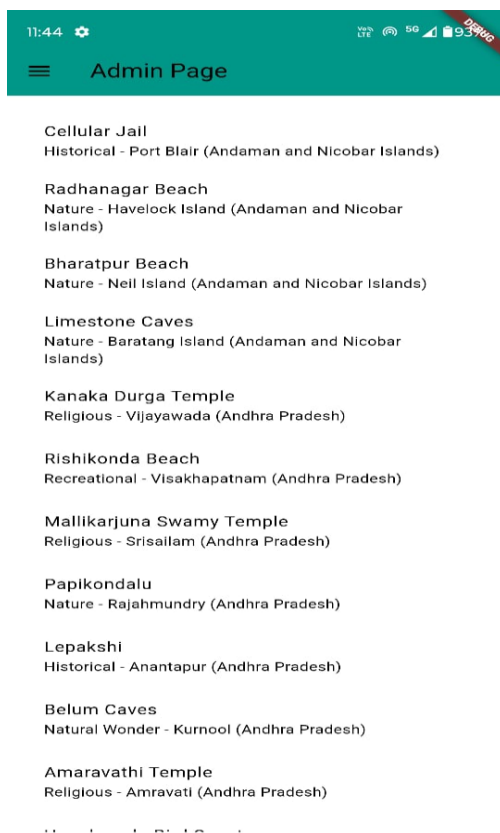 11:44
Vo)) LTE 5G 93%
DEBUG
Admin Page
Cellular Jail
Historical - Port Blair (Andaman and Nicobar Islands)
Radhanagar Beach
Nature - Havelock Island (Andaman and Nicobar
Islands)
Bharatpur Beach
Nature - Neil Island (Andaman and Nicobar Islands)
Limestone Caves
Nature - Baratang Island (Andaman and Nicobar
Islands)
Kanaka Durga Temple
Religious - Vijayawada (Andhra Pradesh)
Rishikonda Beach
Recreational - Visakhapatnam (Andhra Pradesh)
Mallikarjuna Swamy Temple
Religious - Srisailam (Andhra Pradesh)
Papikondalu
Nature - Rajahmundry (Andhra Pradesh)
Lepakshi
Historical - Anantapur (Andhra Pradesh)
Belum Caves
Natural Wonder - Kurnool (Andhra Pradesh)
Amaravathi Temple
Religious - Amravati (Andhra Pradesh)